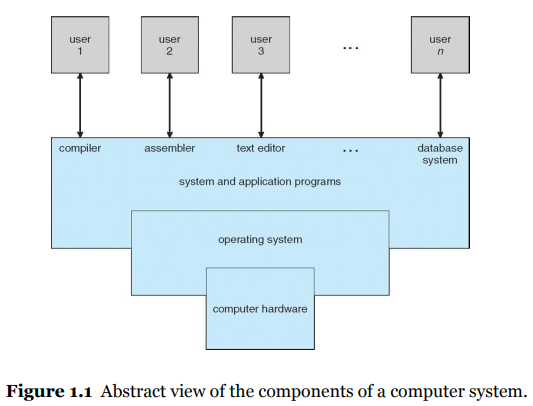 user user user user
1 2 3 ... n
compiler assembler text editor ... database
system
system and application programs
operating system
computer hardware
Figure 1.1 Abstract view of the components of a computer system.